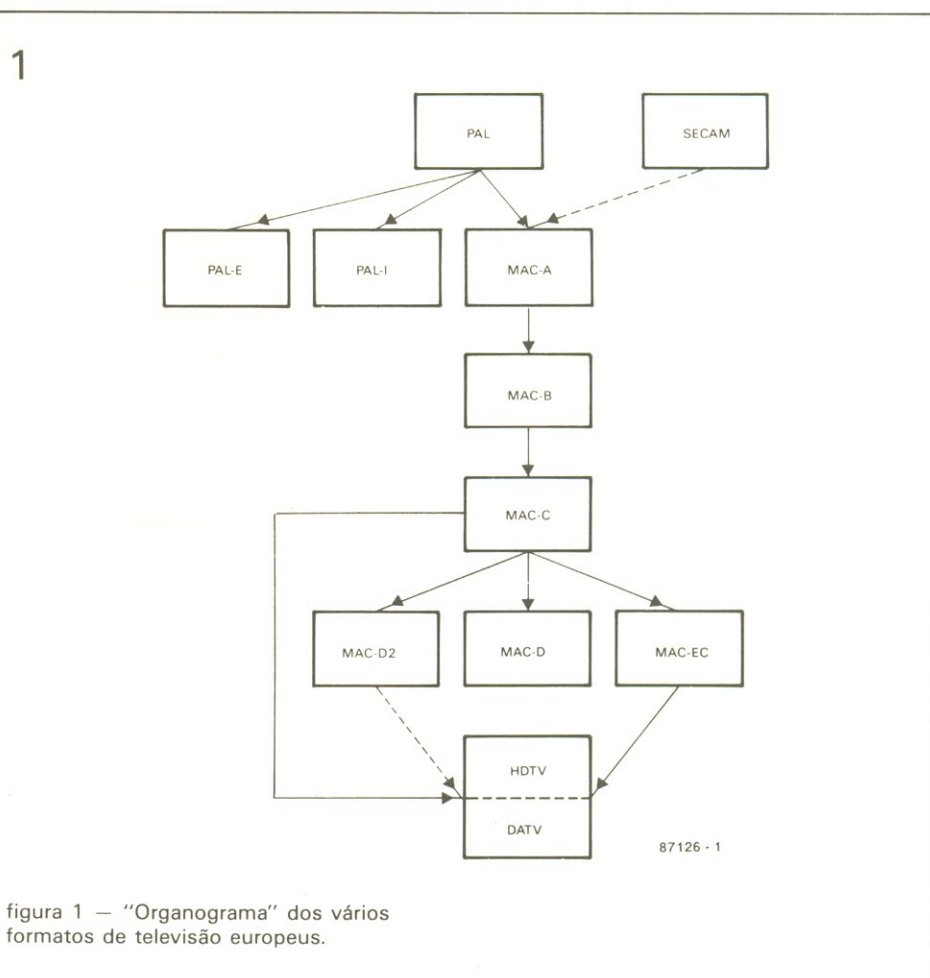 1
PAL
SECAM
PAL-E
PAL-I
MAC-A
MAC-B
MAC-C
MAC-D2
MAC-D
MAC-EC
HDTV
DATV
87126 - 1
figura 1 — "Organograma" dos vários
formatos de televisão europeus.